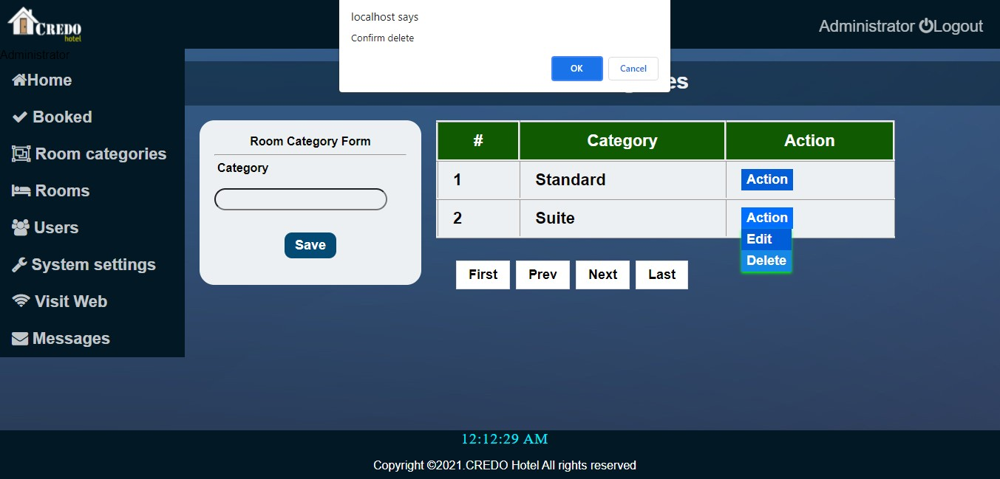 CREDO
hotel
localhost says
Confirm delete
OK
Cancel
Administrator Logout
Administrator
Home
Booked
Room categories
Rooms
Users
System settings
Visit Web
Messages
Room Category Form
Category
Save
# Category Action
1 Standard Action
2 Suite Action
Edit
Delete
First Prev Next Last
12:12:29 AM
Copyright ©2021.CREDO Hotel All rights reserved